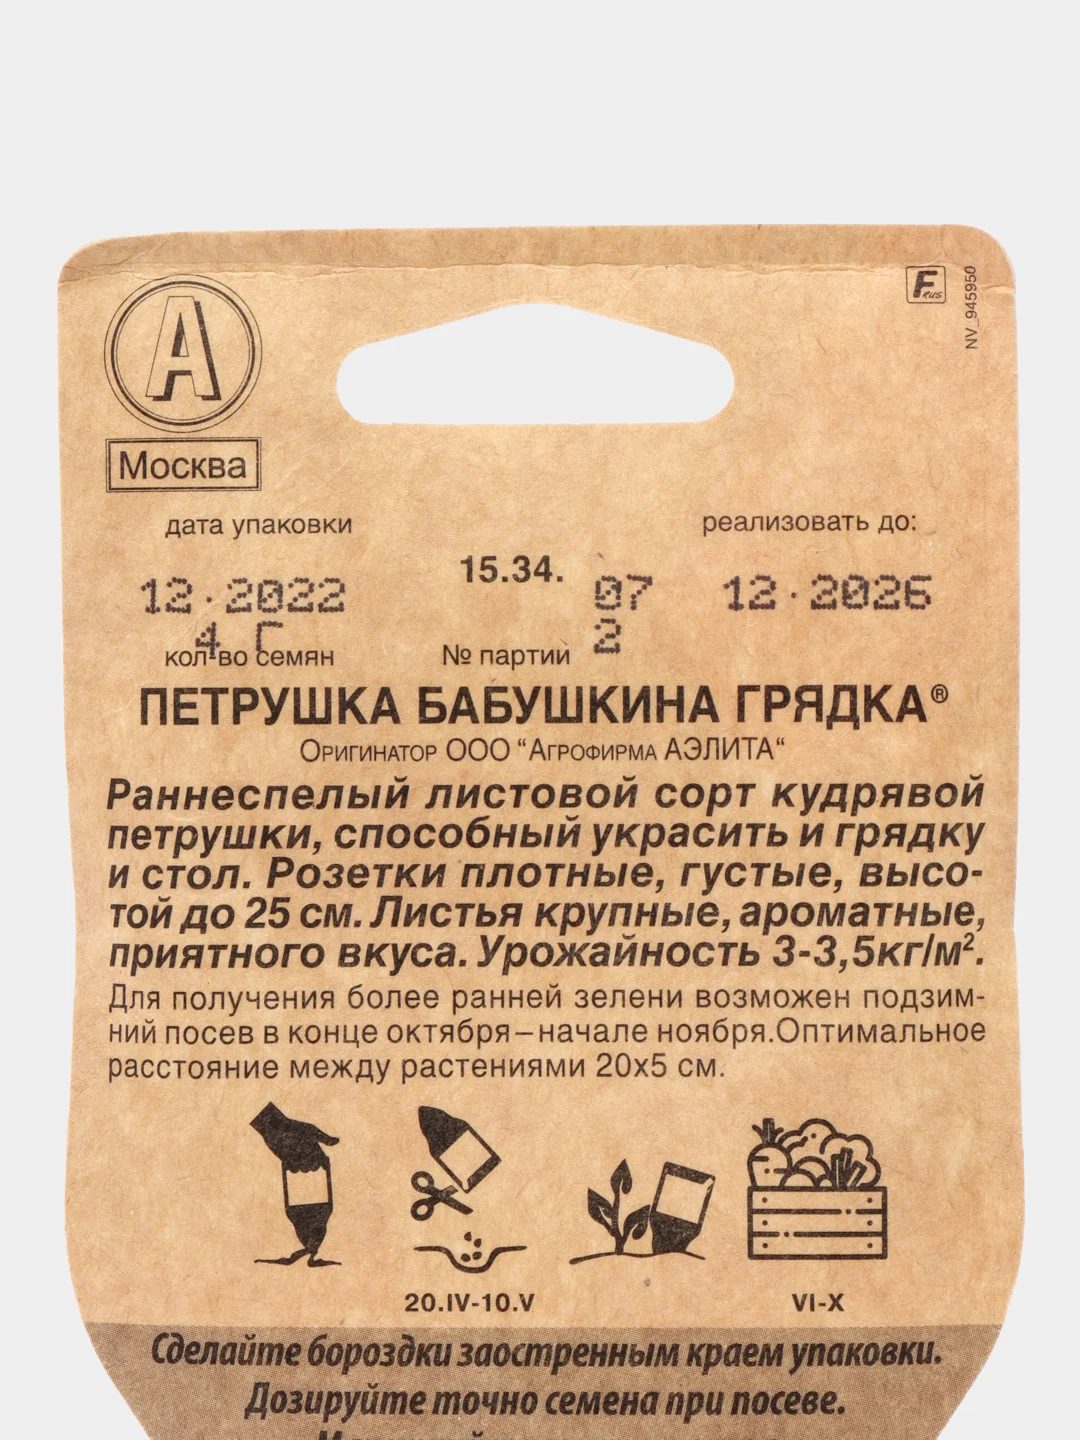 А
F RUS
NV_945950
Москва
дата упаковки
реализовать до:
15.34.
12.2022
07
12.2026
4 Г
2
кол-во семян
№ партии
ПЕТРУШКА БАБУШКИНА ГРЯДКА®
Оригинатор ООО “Агрофирма АЭЛИТА“
Раннеспелый листовой сорт кудрявой
петрушки, способный украсить и грядку
и стол. Розетки плотные, густые, высо-
той до 25 см. Листья крупные, ароматные,
приятного вкуса. Урожайность 3-3,5кг/м².
Для получения более ранней зелени возможен подзим-
ний посев в конце октября–начале ноября.Оптимальное
расстояние между растениями 20х5 см.
20.IV-10.V
VI-X
Сделайте бороздки заостренным краем упаковки.
Дозируйте точно семена при посеве.